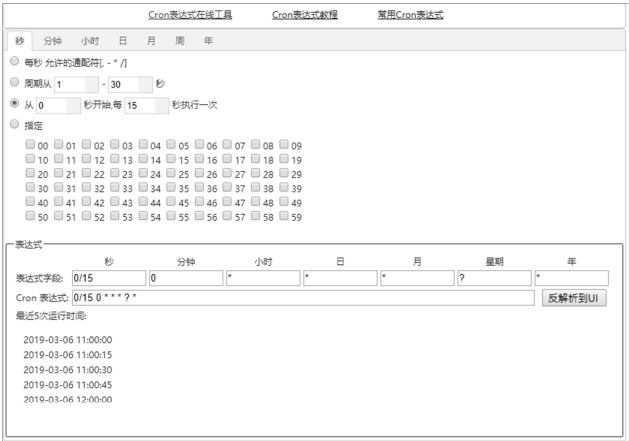 Cron表达式在线工具 Cron表达式教程 常用Cron表达式
秒 分钟 小时 日 月 周 年
每秒 允许的通配符[, - * /]
周期从 1 - 30 秒
从 0 秒开始,每 15 秒执行一次
指定
00 01 02 03 04 05 06 07 08 09
10 11 12 13 14 15 16 17 18 19
20 21 22 23 24 25 26 27 28 29
30 31 32 33 34 35 36 37 38 39
40 41 42 43 44 45 46 47 48 49
50 51 52 53 54 55 56 57 58 59
表达式
秒 分钟 小时 日 月 星期 年
表达式字段: 0/15 0 * * * ? *
Cron 表达式: 0/15 0 * * * ? * 反解析到UI
最近5次运行时间:
2019-03-06 11:00:00
2019-03-06 11:00:15
2019-03-06 11:00:30
2019-03-06 11:00:45
2019-03-06 12:00:00